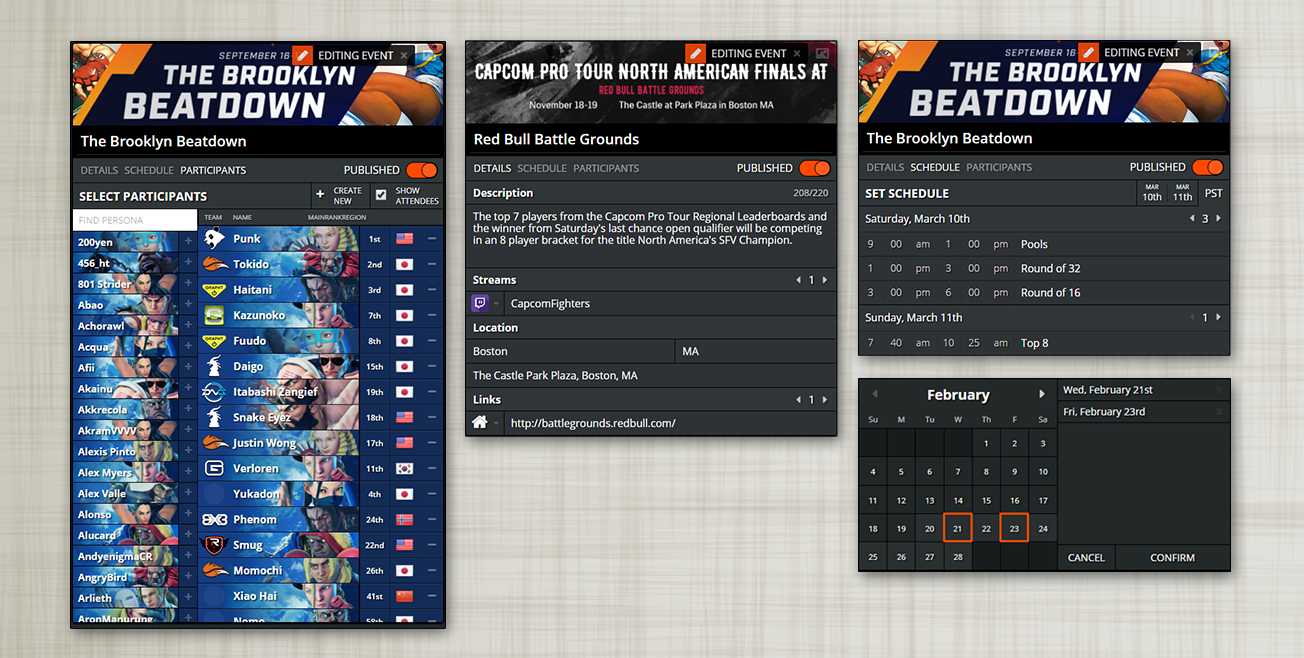 SEPTEMBER 16
EDITING EVENT ×
THE BROOKLYN
BEATDOWN
The Brooklyn Beatdown
DETAILS SCHEDULE PARTICIPANTS PUBLISHED
SELECT PARTICIPANTS + CREATE NEW SHOW ATTENDEES
FIND PERSONA
200yen +
456_ht +
801 Strider +
Abao +
Achorawl +
Acqua +
Afii +
Akainu +
Akkrecola +
AkramVVVV +
Alexis Pinto +
Alex Myers +
Alex Valle +
Alonso +
Alucard +
AndyenigmaCR +
AngryBird +
Arlieth +
AronManurung
TEAM NAME MAIN RANK REGION
Punk 1st
Tokido 2nd
GRAPHT Haitani 3rd
Kazunoko 7th
GRAPHT Fuudo 8th
Daigo 15th
Itabashi Zangief 19th
Snake Eyez 18th
Justin Wong 17th
Verloren 11th
Yukadon 4th
Phenom 24th
Smug 22nd
Momochi 26th
Xiao Hai 41st
Nemo 58th
EDITING EVENT ×
CAPCOM PRO TOUR NORTH AMERICAN FINALS AT
RED BULL BATTLE GROUNDS
November 18-19 The Castle at Park Plaza in Boston MA
Red Bull Battle Grounds
DETAILS SCHEDULE PARTICIPANTS PUBLISHED
Description 208/220
The top 7 players from the Capcom Pro Tour Regional Leaderboards and
the winner from Saturday's last chance open qualifier will be competing
in an 8 player bracket for the title North America's SFV Champion.
Streams 1
CapcomFighters
Location
Boston MA
The Castle Park Plaza, Boston, MA
Links 1
http://battlegrounds.redbull.com/
SEPTEMBER 16
EDITING EVENT ×
THE BROOKLYN
BEATDOWN
The Brooklyn Beatdown
DETAILS SCHEDULE PARTICIPANTS PUBLISHED
SET SCHEDULE MAR 10th MAR 11th PST
Saturday, March 10th 3
9 00 am 1 00 pm Pools
1 00 pm 3 00 pm Round of 32
3 00 pm 6 00 pm Round of 16
Sunday, March 11th 1
7 40 am 10 25 am Top 8
February
Su M Tu W Th F Sa
1 2 3
4 5 6 7 8 9 10
11 12 13 14 15 16 17
18 19 20 21 22 23 24
25 26 27 28
Wed, February 21st ×
Fri, February 23rd ×
CANCEL CONFIRM